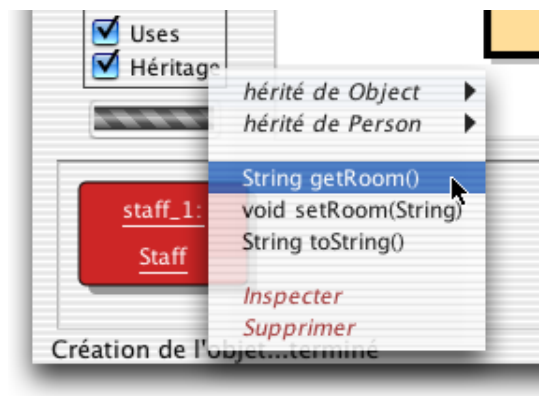 Uses
Héritage
hérité de Object
hérité de Person
String getRoom()
void setRoom(String)
String toString()
staff_1:
Staff
Inspecter
Supprimer
Création de l'objet...terminé